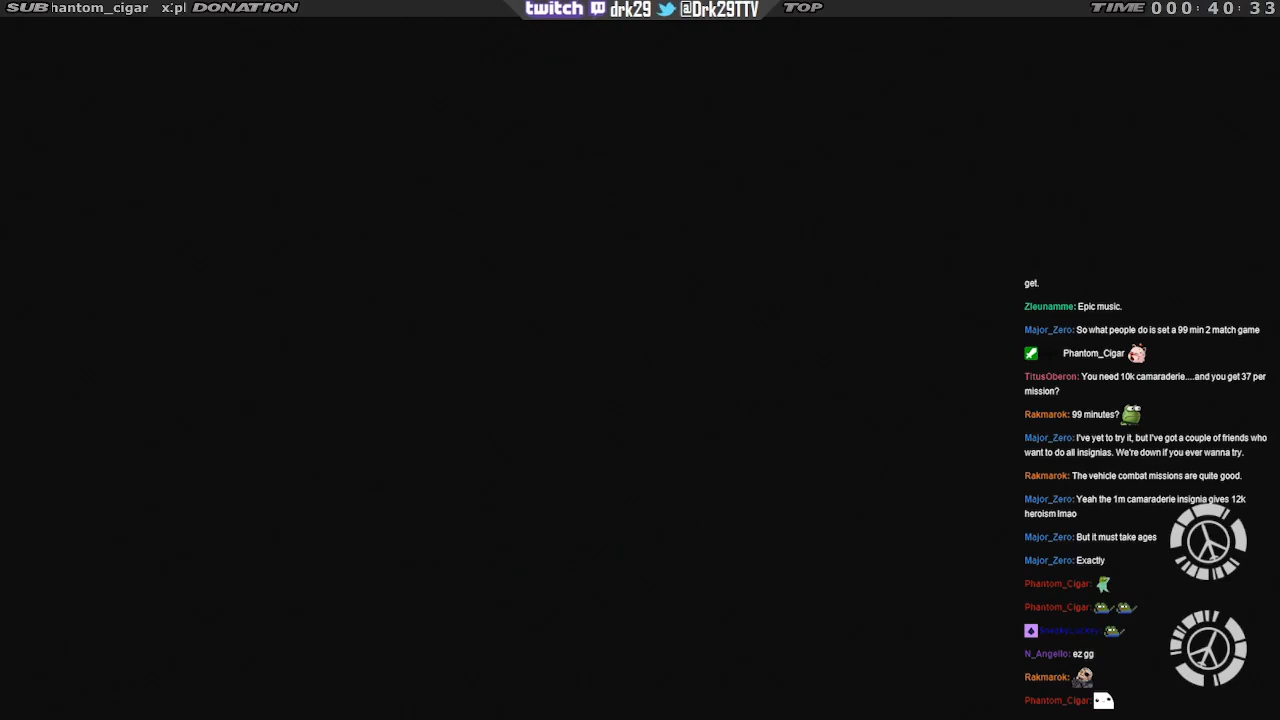 SUB hantom_cigar x.pl DONATION twitch drk29 @Drk29TTV TOP TIME 000:40:33
get.
Zleunamme: Epic music.
Major_Zero: So what people do is set a 99 min 2 match game
Phantom_Cigar
TitusOberon: You need 10k camaraderie....and you get 37 per
mission?
Rakmarok: 99 minutes?
Major_Zero: I've yet to try it, but I've got a couple of friends who
want to do all insignias. We're down if you ever wanna try.
Rakmarok: The vehicle combat missions are quite good.
Major_Zero: Yeah the 1m camaraderie insignia gives 12k
heroism lmao
Major_Zero: But it must take ages
Major_Zero: Exactly
Phantom_Cigar:
Phantom_Cigar:
N_Angello: ez gg
Rakmarok:
Phantom_Cigar: